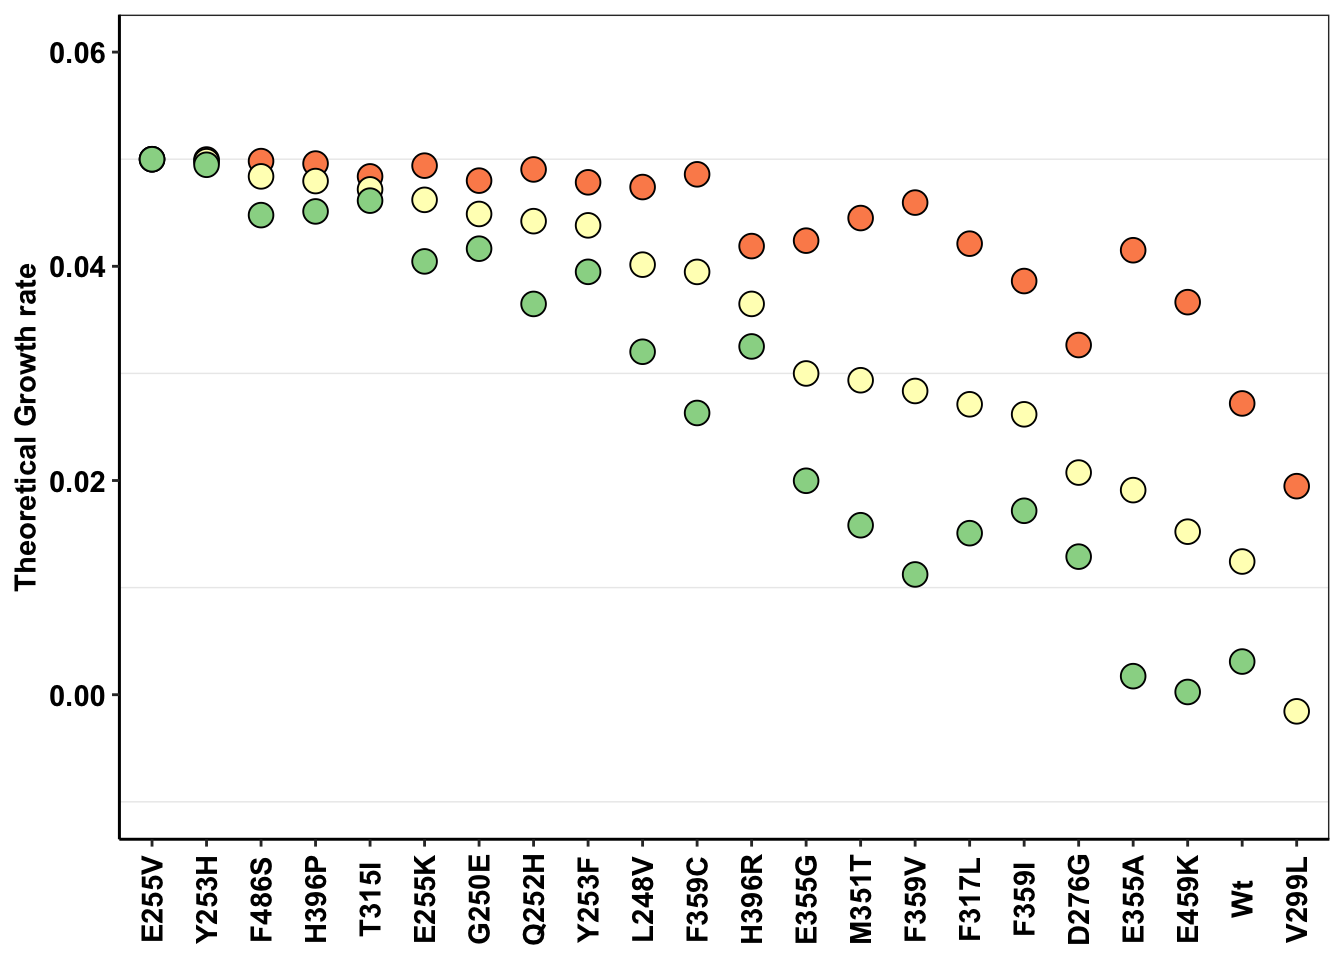 Theoretical Growth rate
0.06
0.04
0.02
0.00
E255V
Y253H
F486S
H396P
T315I
E255K
G250E
Q252H
Y253F
L248V
F359C
H396R
E355G
M351T
F359V
F317L
F359I
D276G
E355A
E459K
Wt
V299L